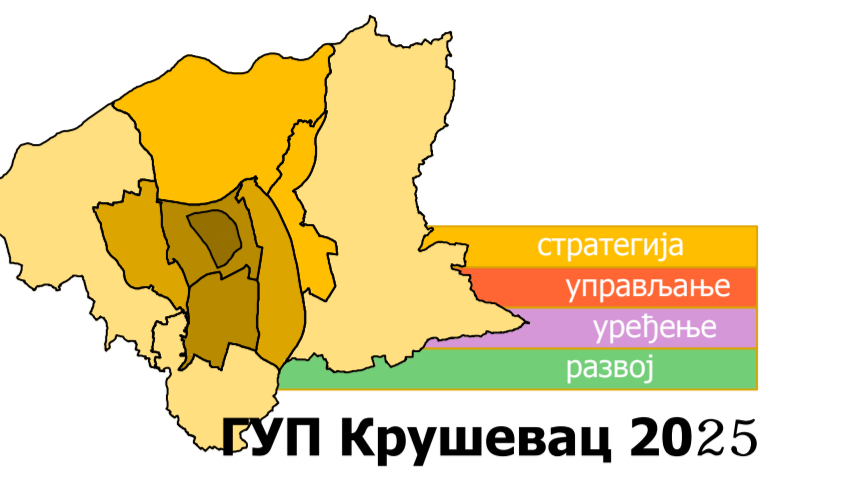 стратегија
управљање
уређење
развој
ГУП Крушевац 2025